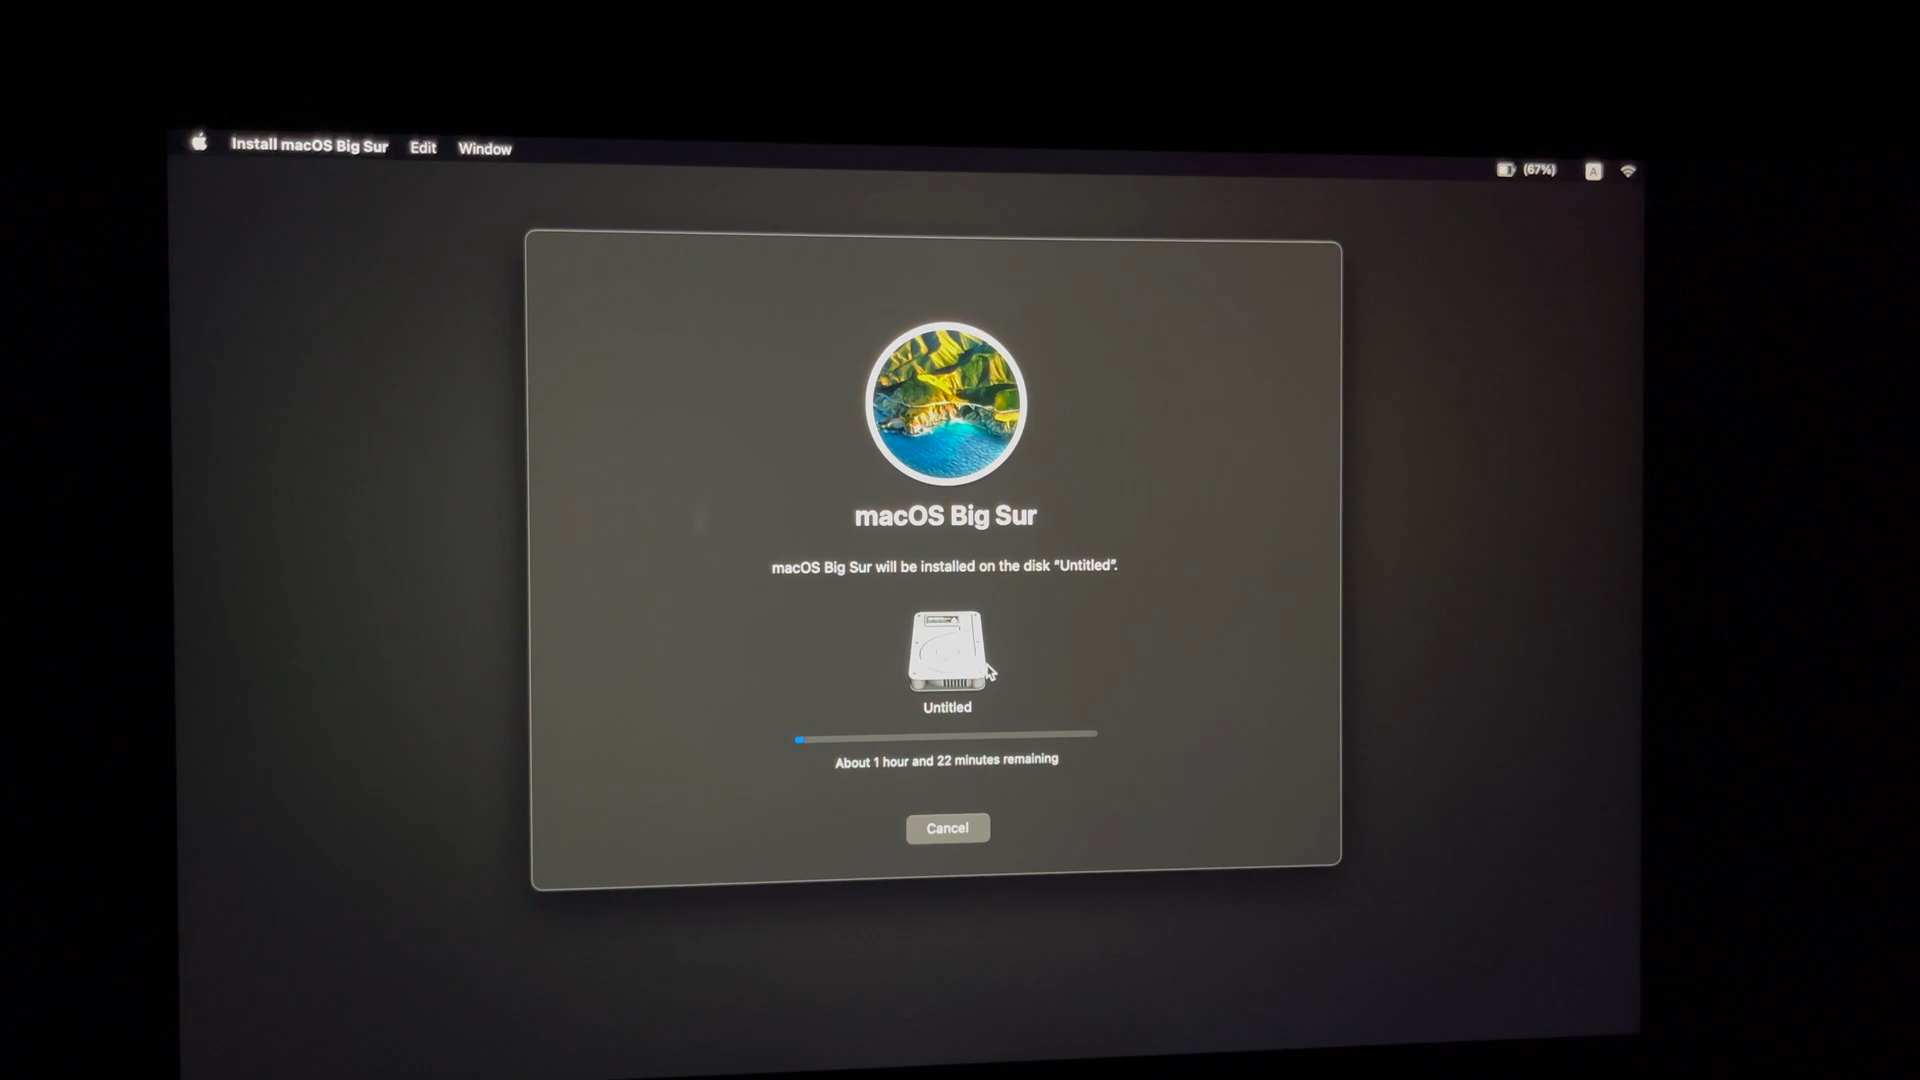 Install macOS Big Sur Edit Window
(67%) A
macOS Big Sur
macOS Big Sur will be installed on the disk “Untitled”.
Untitled
About 1 hour and 22 minutes remaining
Cancel